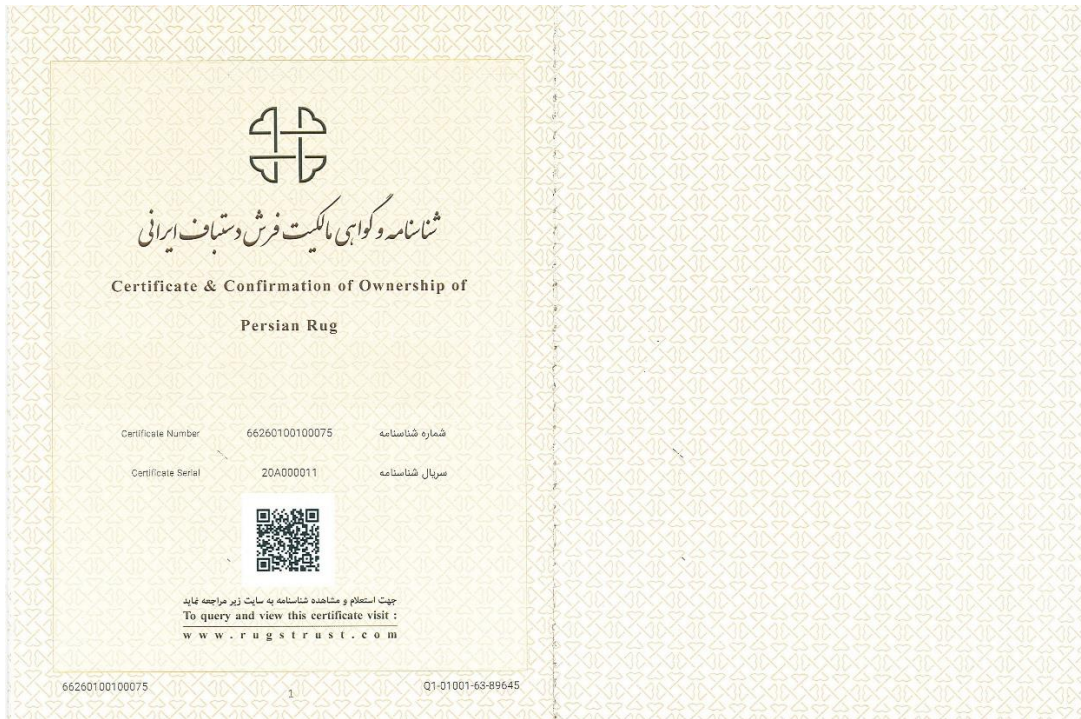 شناسنامه و گواهی مالکیت فرش دستباف ایرانی
Certificate & Confirmation of Ownership of
Persian Rug
Certificate Number 66260100100075 شماره شناسنامه
Certificate Serial 20A000011 سریال شناسنامه
جهت استعلام و مشاهده شناسنامه به سایت زیر مراجعه نماید
To query and view this certificate visit :
www.rugstrust.com
66260100100075 1 Q1-01001-63-89645